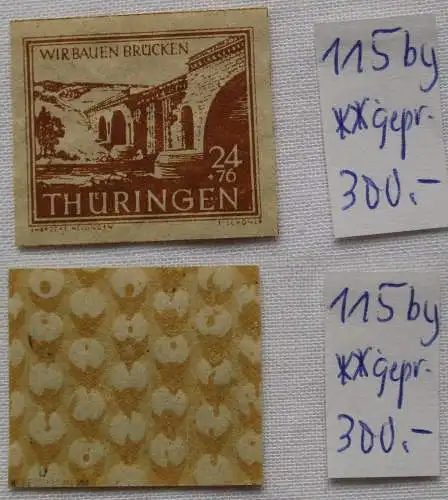 WIR BAUEN BRÜCKEN
24
+76
THÜRINGEN
115 by
**gepr.
300.-
115 by
**gepr.
300.-